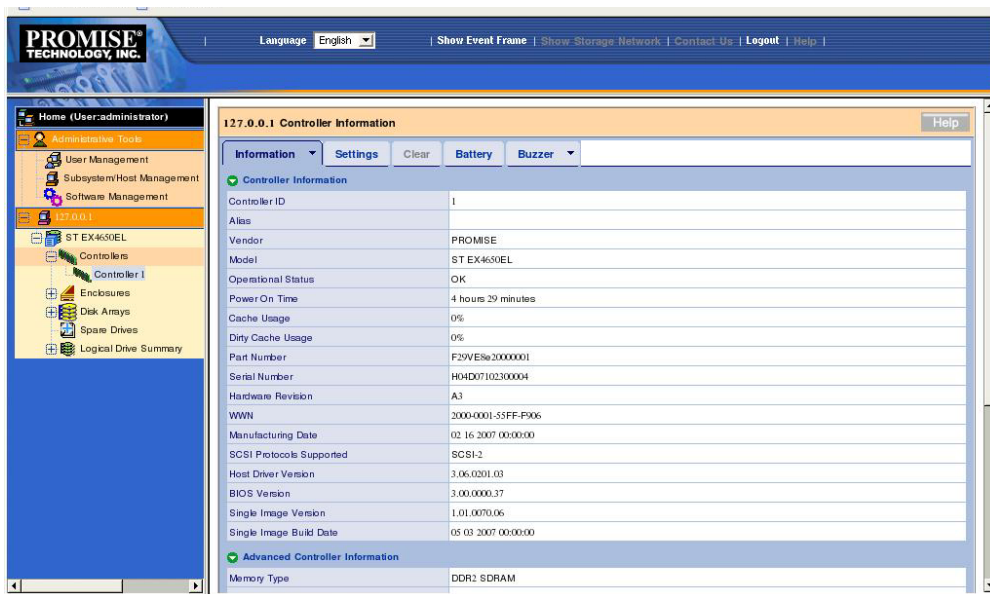 PROMISE®
TECHNOLOGY, INC.
| Language English | Show Event Frame | Show Storage Network | Contact Us | Logout | Help |
Home (User:administrator)
Administrative Tools
User Management
Subsystem/Host Management
Software Management
127.0.0.1
ST EX4650EL
Controllers
Controller 1
Enclosures
Disk Arrays
Spare Drives
Logical Drive Summary
127.0.0.1 Controller Information
Help
Information Settings Clear Battery Buzzer
Controller Information
Controller ID 1
Alias
Vendor PROMISE
Model ST EX4650EL
Operational Status OK
Power On Time 4 hours 29 minutes
Cache Usage 0%
Dirty Cache Usage 0%
Part Number F29VE8e20000001
Serial Number H04D07102300004
Hardware Revision A3
WWN 2000-0001-55FF-F906
Manufacturing Date 02 16 2007 00:00:00
SCSI Protocols Supported SCSI-2
Host Driver Version 3.06.0201.03
BIOS Version 3.00.0000.37
Single Image Version 1.01.0070.06
Single Image Build Date 05 03 2007 00:00:00
Advanced Controller Information
Memory Type DDR2 SDRAM